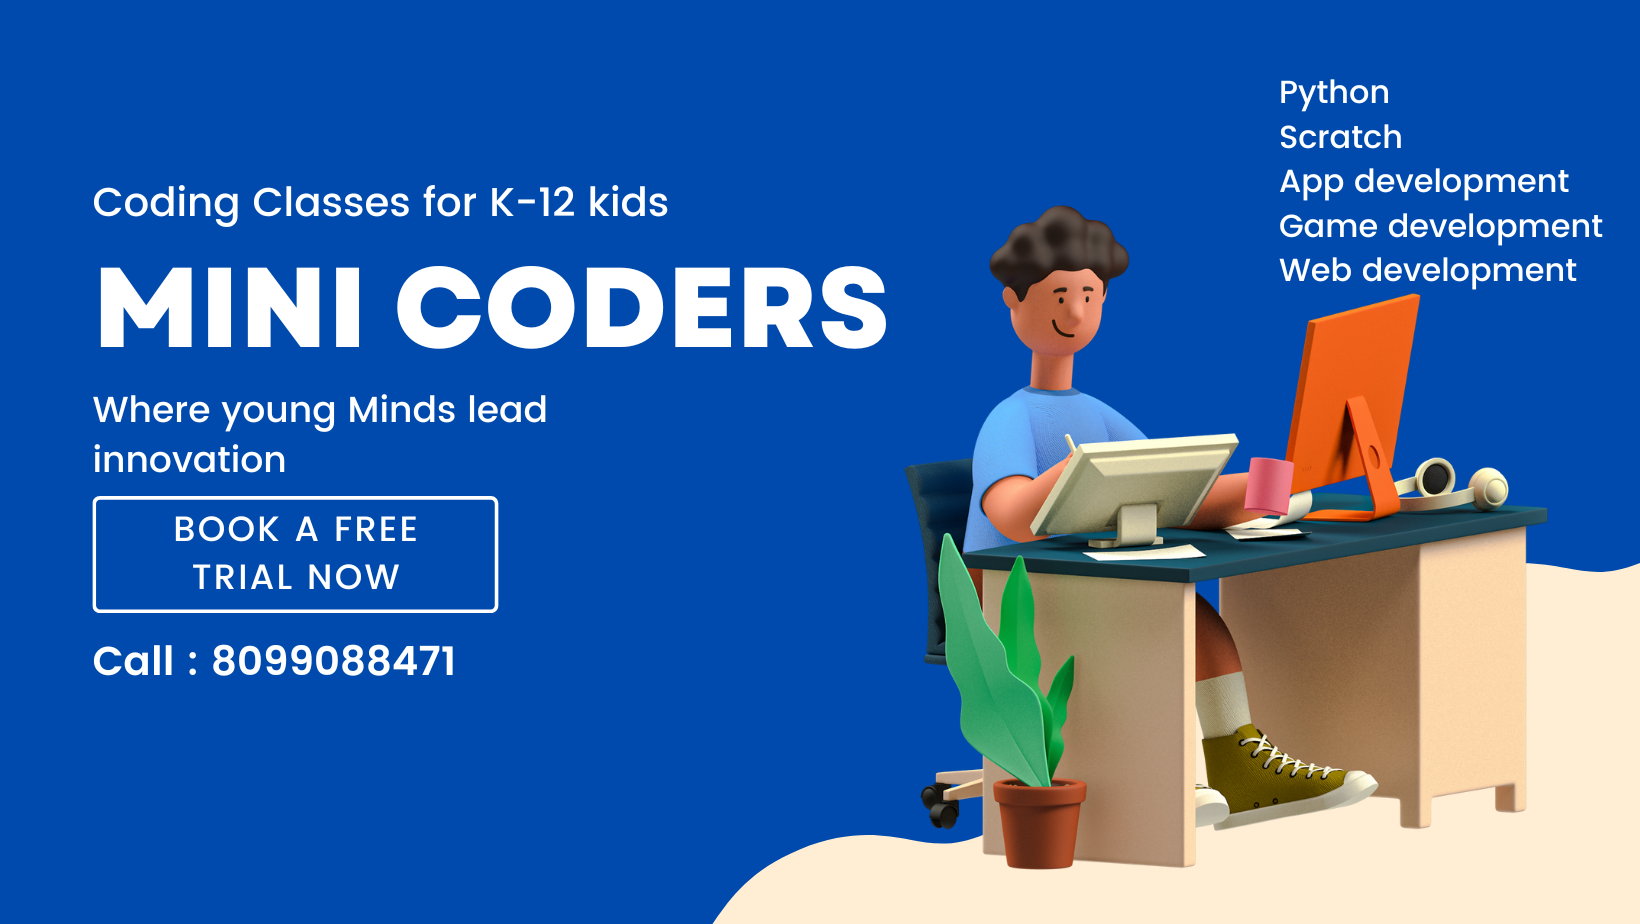 Coding Classes for K-12 kids
MINI CODERS
Where young Minds lead
innovation
BOOK A FREE
TRIAL NOW
Call : 8099088471
Python
Scratch
App development
Game development
Web development